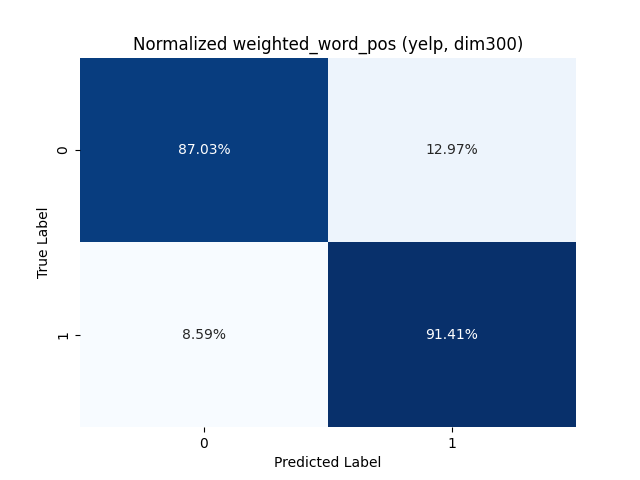 Normalized weighted_word_pos (yelp, dim300)
True Label
0
87.03%
12.97%
1
8.59%
91.41%
0
1
Predicted Label